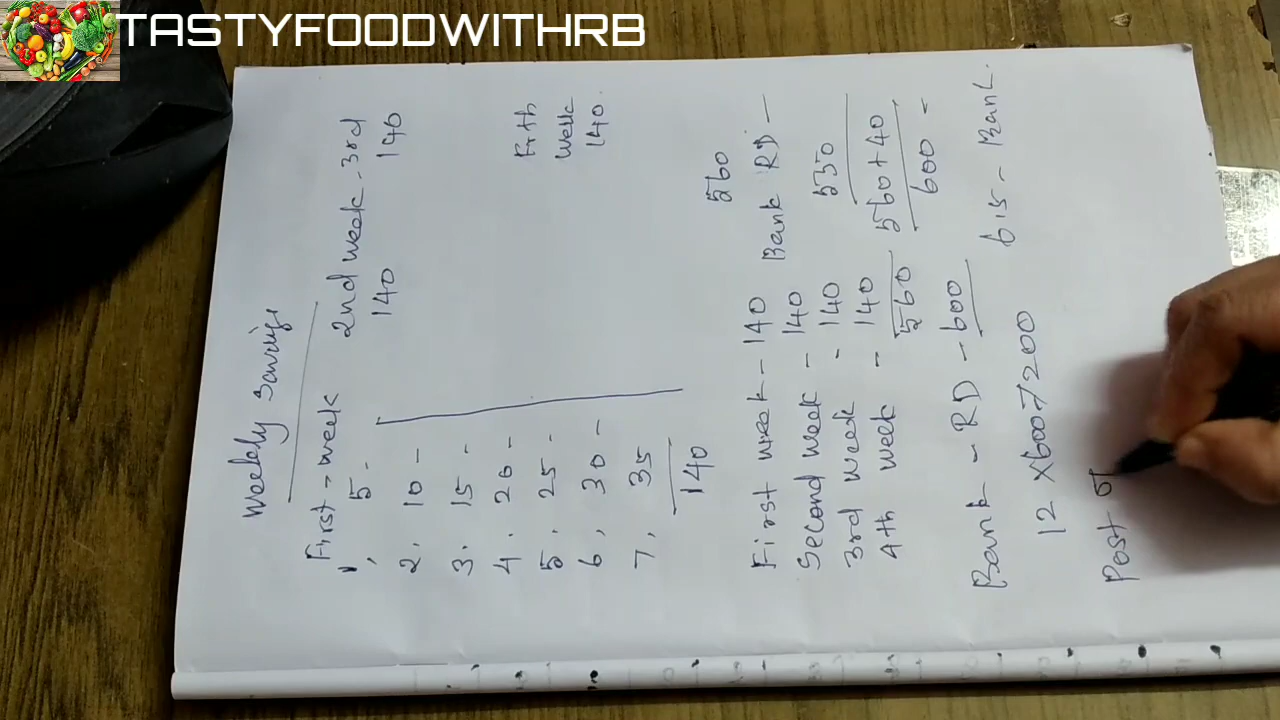 TASTYFOODWITHRB
Weekly Savings
First - week 2nd week - 3rd
1, 5 - 140 140
2. 10 -
3. 15 -
4. 20 -
5. 25 -
6, 30 -
7, 35
140
week
140.
560
First week - 140 Bank RD -
Second week - 140
3rd week - 140 530
4th week - 140 560 + 40
560 600 -
Bank - RD - 600 6.5 - Bank.
12 X 600 7200
Post of